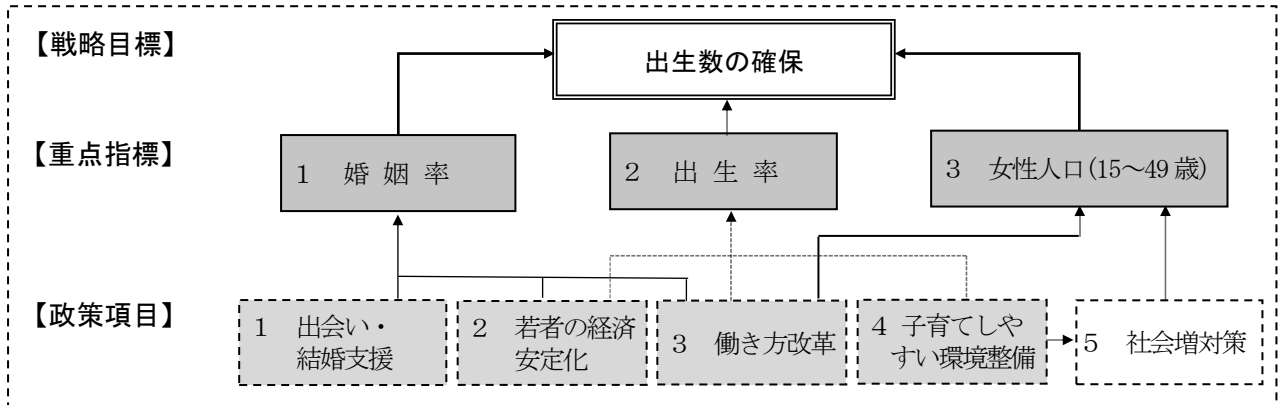 【戦略目標】
出生数の確保
【重点指標】
1 婚姻率
2 出生率
3 女性人口(15～49歳)
【政策項目】
1 出会い・
結婚支援
2 若者の経済
安定化
3 働き方改革
4 子育てしや
すい環境整備
5 社会増対策